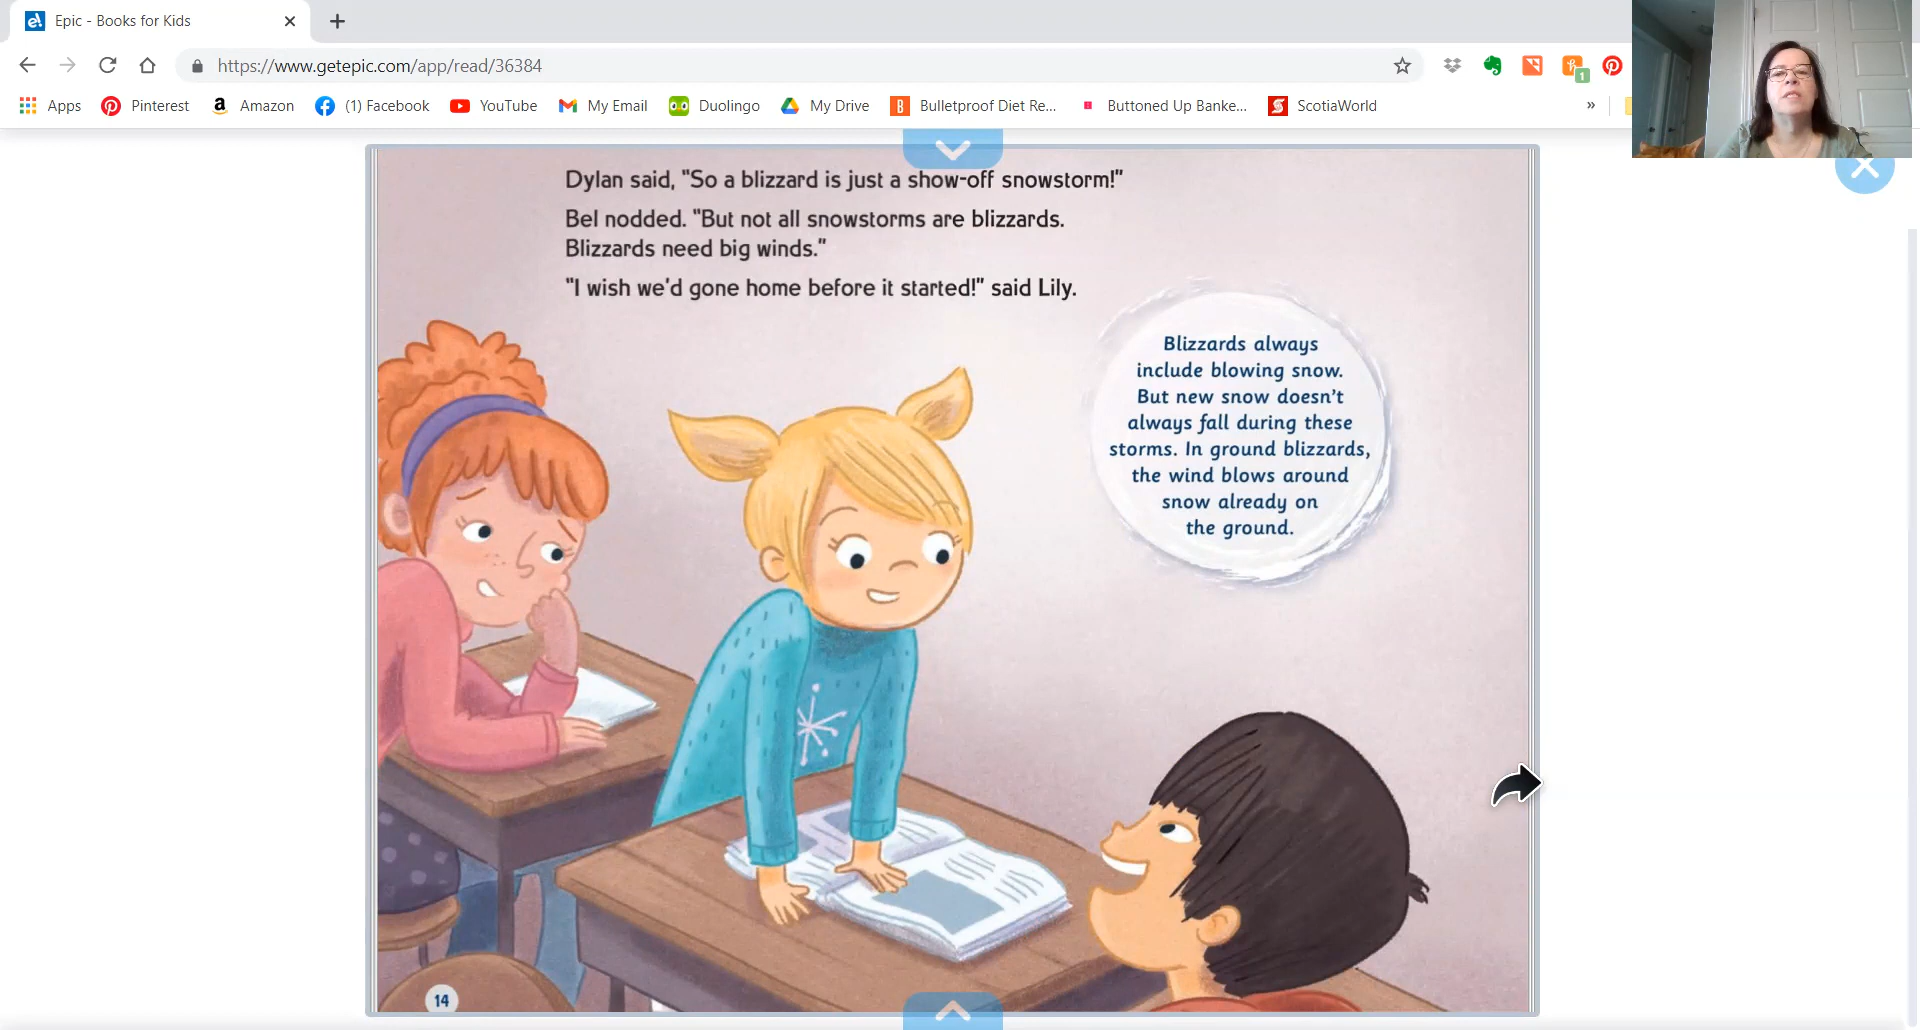 Epic - Books for Kids
https://www.getepic.com/app/read/36384
1
Apps Pinterest Amazon (1) Facebook YouTube My Email Duolingo My Drive Bulletproof Diet Re... Buttoned Up Banke... ScotiaWorld »
Dylan said, "So a blizzard is just a show-off snowstorm!"
Bel nodded. "But not all snowstorms are blizzards.
Blizzards need big winds."
"I wish we'd gone home before it started!" said Lily.
Blizzards always
include blowing snow.
But new snow doesn't
always fall during these
storms. In ground blizzards,
the wind blows around
snow already on
the ground.
14